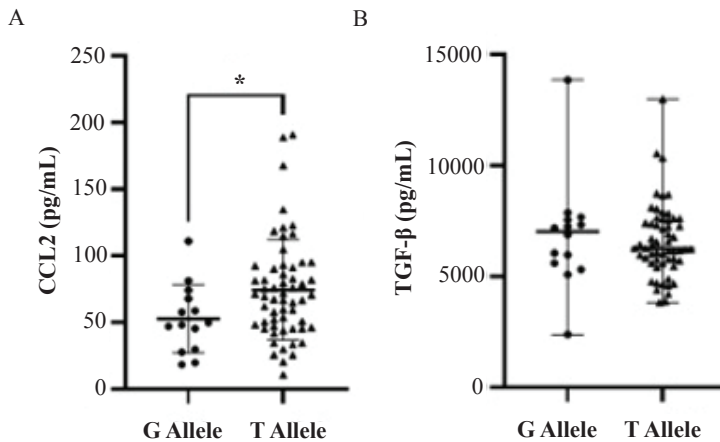 A
CCL2 (pg/mL)
250
200
150
100
50
0
*
G Allele
T Allele
B
TGF-β (pg/mL)
15000
10000
5000
0
G Allele
T Allele